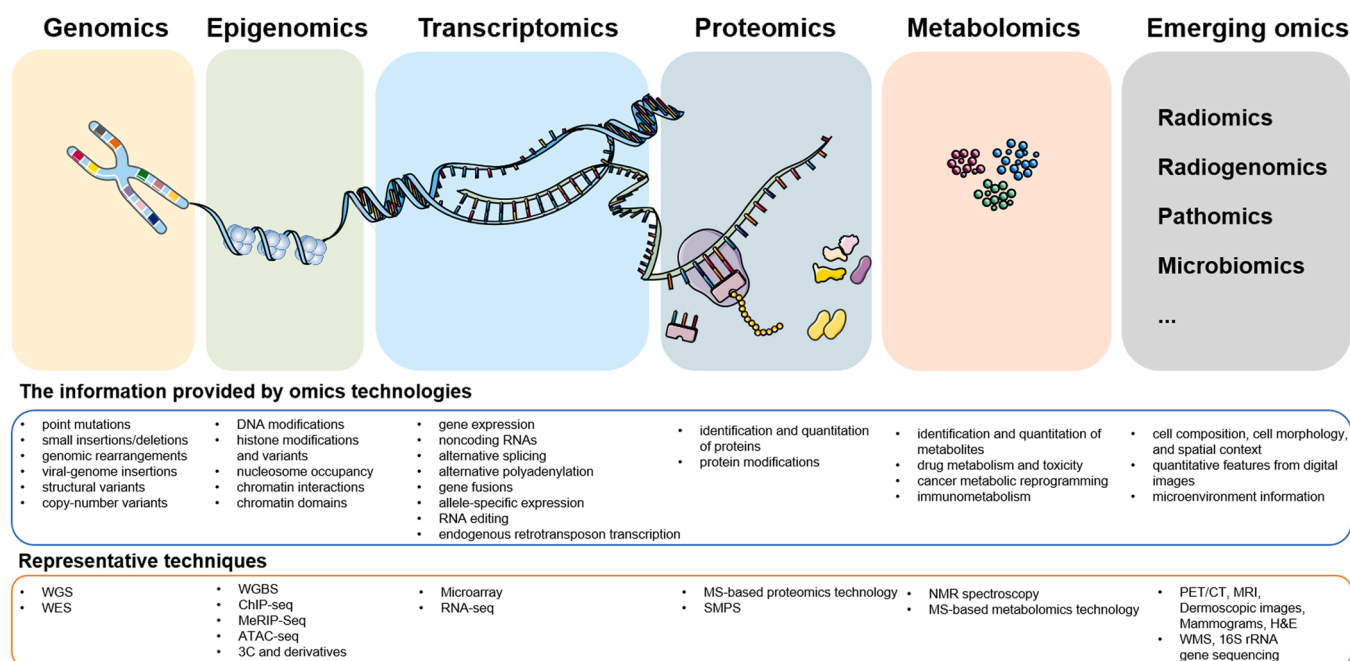 Genomics
Epigenomics
Transcriptomics
Proteomics
Metabolomics
Emerging omics
Radiomics
Radiogenomics
Pathomics
Microbiomics
...
The information provided by omics technologies
• point mutations
• small insertions/deletions
• genomic rearrangements
• viral-genome insertions
• structural variants
• copy-number variants
• DNA modifications
• histone modifications
and variants
• nucleosome occupancy
• chromatin interactions
• chromatin domains
• gene expression
• noncoding RNAs
• alternative splicing
• alternative polyadenylation
• gene fusions
• allele-specific expression
• RNA editing
• endogenous retrotransposon transcription
• identification and quantitation
of proteins
• protein modifications
• identification and quantitation of
metabolites
• drug metabolism and toxicity
• cancer metabolic reprogramming
• immunometabolism
• cell composition, cell morphology,
and spatial context
• quantitative features from digital
images
• microenvironment information
Representative techniques
• WGS
• WES
• WGBS
• ChIP-seq
• MeRIP-Seq
• ATAC-seq
• 3C and derivatives
• Microarray
• RNA-seq
• MS-based proteomics technology
• SMPS
• NMR spectroscopy
• MS-based metabolomics technology
• PET/CT, MRI,
Dermoscopic images,
Mammograms, H&E
• WMS, 16S rRNA
gene sequencing